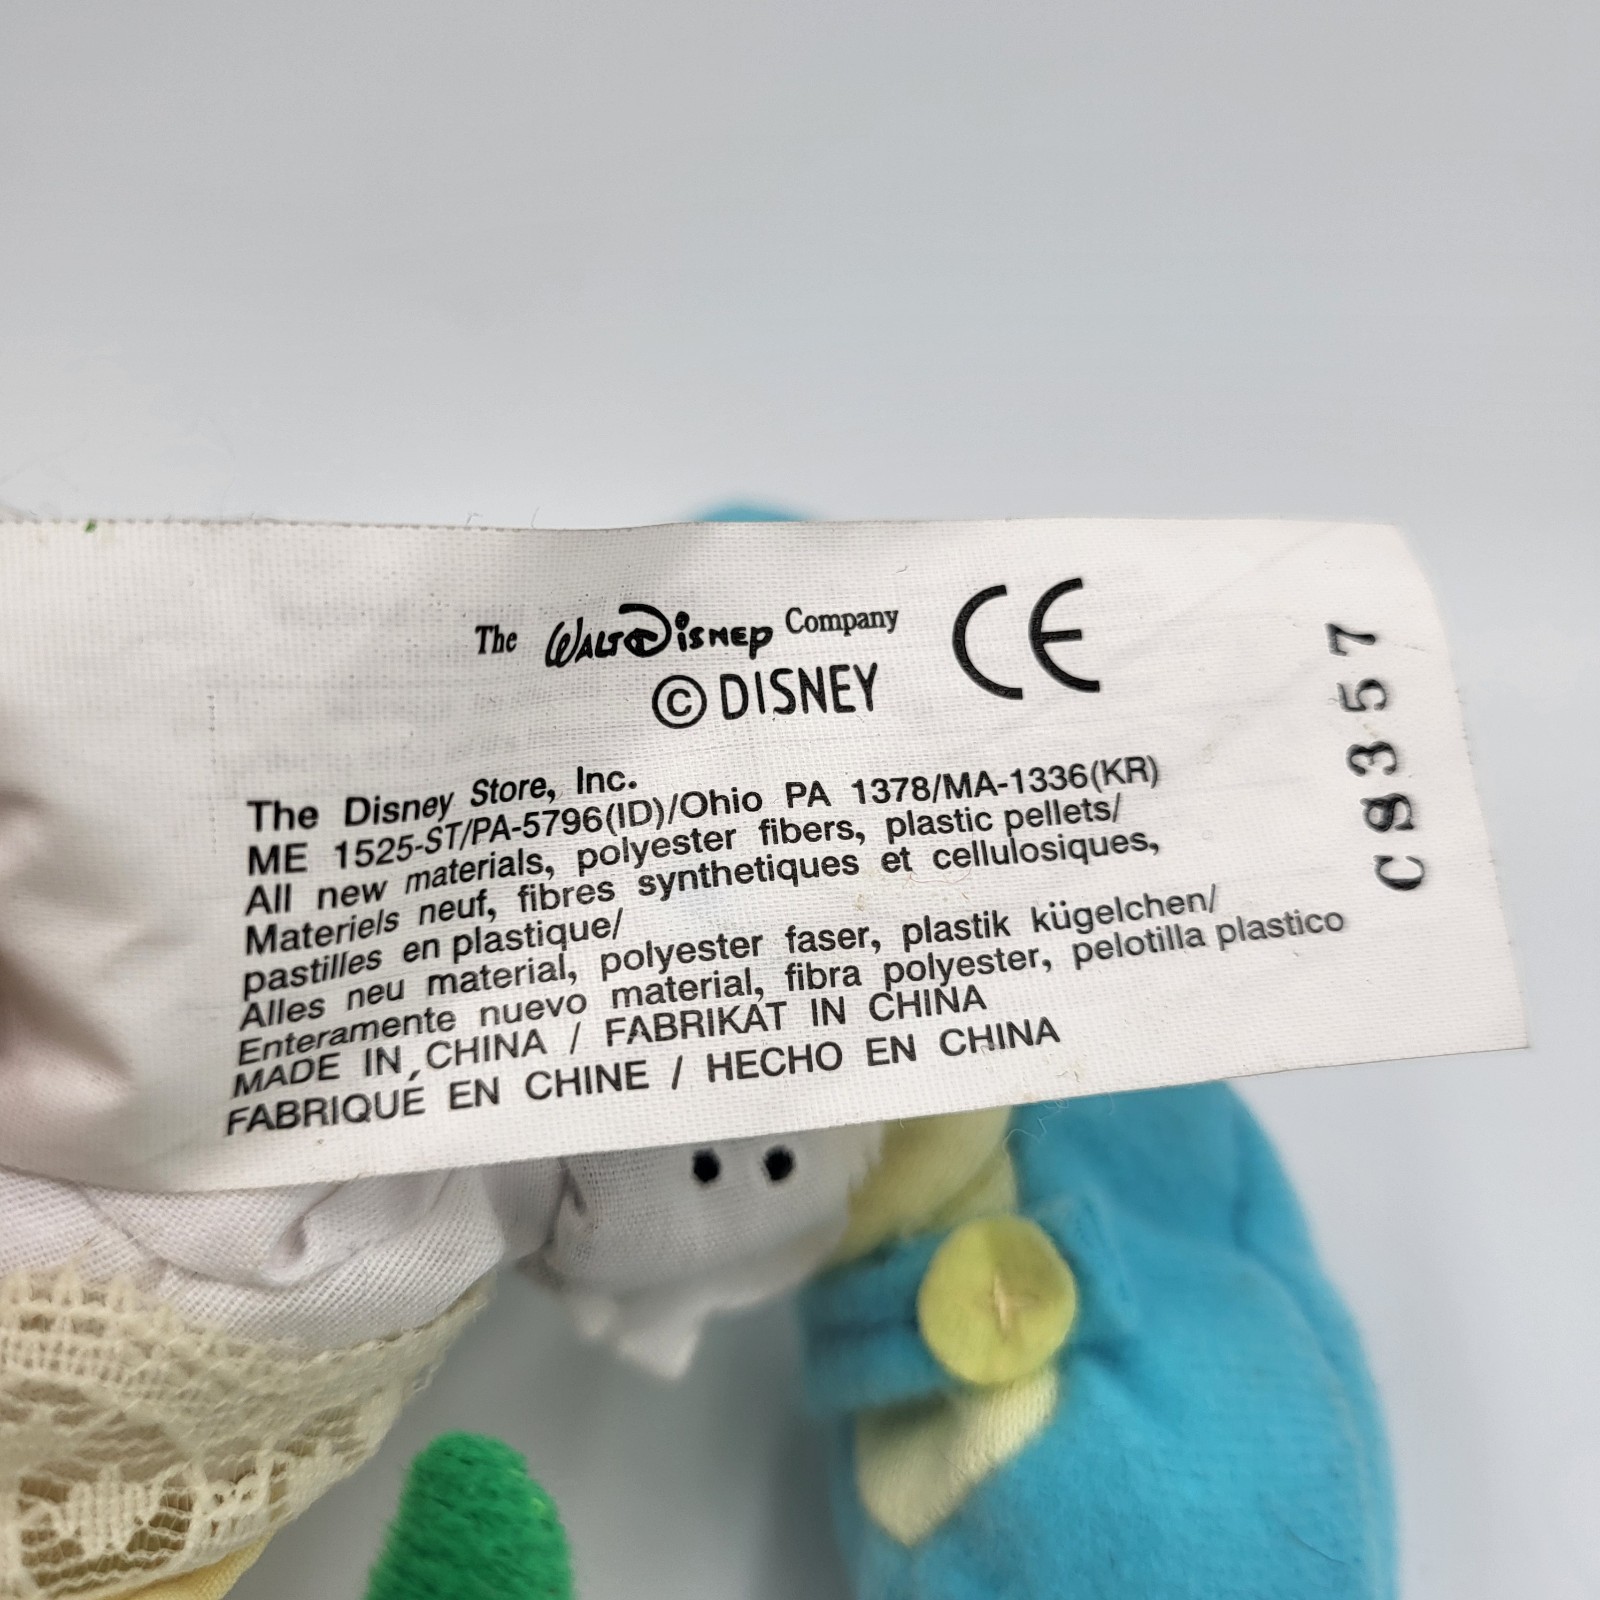 The Walt Disney Company CE
© DISNEY
The Disney Store, Inc.
ME 1525-ST/PA-5796(ID)/Ohio PA 1378/MA-1336(KR)
All new materials, polyester fibers, plastic pellets/
Materiels neuf, fibres synthetiques et cellulosiques,
pastilles en plastique/
Alles neu material, polyester faser, plastik kügelchen/
Enteramente nuevo material, fibra polyester, pelotilla plastico
MADE IN CHINA / FABRIKAT IN CHINA
FABRIQUÉ EN CHINE / HECHO EN CHINA
C8357